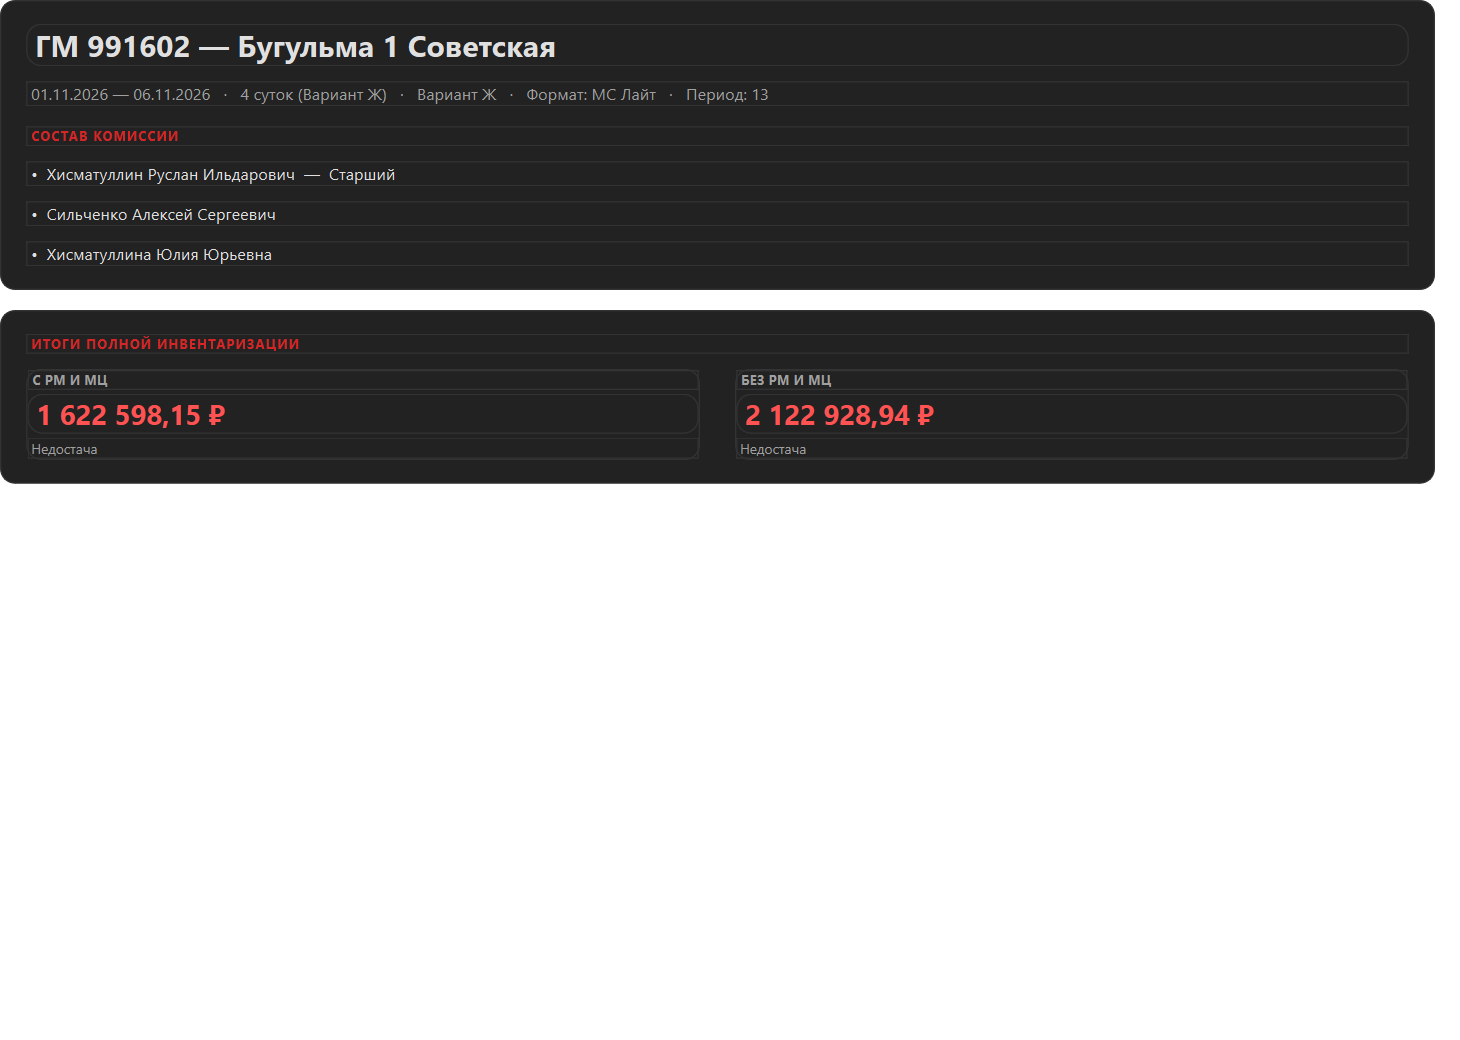 ГМ 991602 — Бугульма 1 Советская
01.11.2026 — 06.11.2026 · 4 суток (Вариант Ж) · Вариант Ж · Формат: МС Лайт · Период: 13
СОСТАВ КОМИССИИ
• Хисматуллин Руслан Ильдарович — Старший
• Сильченко Алексей Сергеевич
• Хисматуллина Юлия Юрьевна
ИТОГИ ПОЛНОЙ ИНВЕНТАРИЗАЦИИ
С РМ И МЦ
1 622 598,15 ₽
Недостача
БЕЗ РМ И МЦ
2 122 928,94 ₽
Недостача